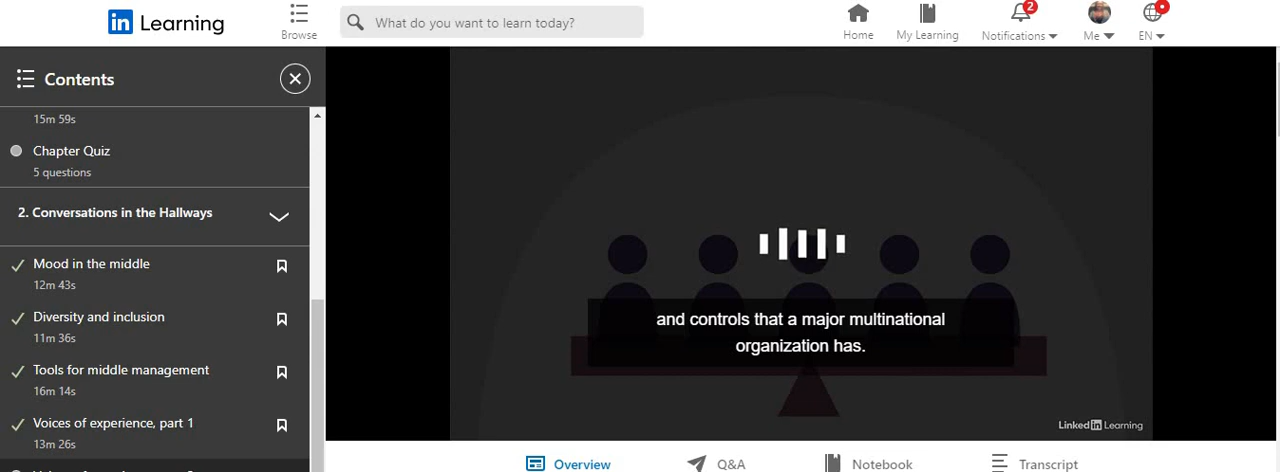 in Learning
Browse
What do you want to learn today?
Home
My Learning
2
Notifications
Me
EN
Contents
15m 59s
Chapter Quiz
5 questions
2. Conversations in the Hallways
Mood in the middle
12m 43s
Diversity and inclusion
11m 36s
Tools for middle management
16m 14s
Voices of experience, part 1
13m 26s
and controls that a major multinational
organization has.
Linked in Learning
Overview
Q&A
Notebook
Transcript